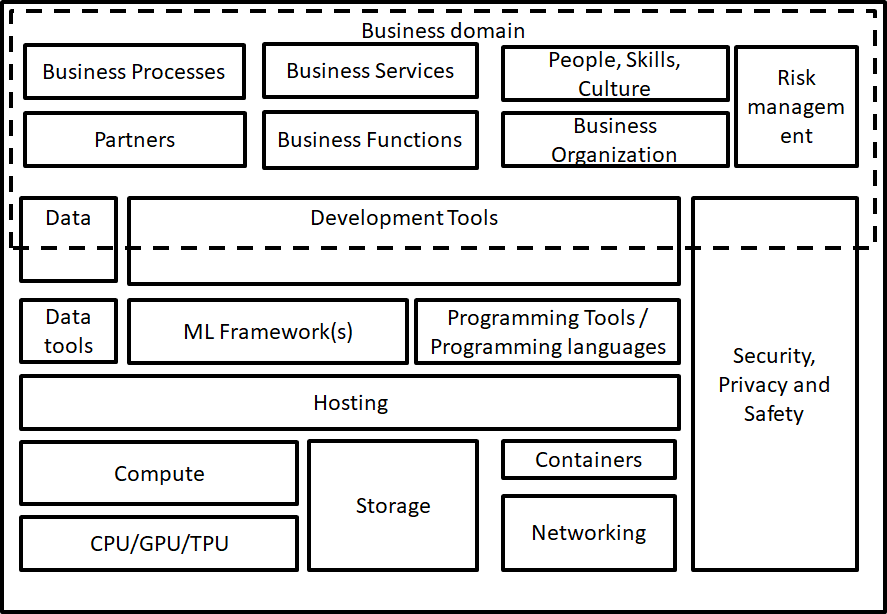 Business domain
Business Processes
Business Services
People, Skills,
Culture
Risk
managem
ent
Partners
Business Functions
Business
Organization
Data
Development Tools
Data
tools
ML Framework(s)
Programming Tools /
Programming languages
Security,
Privacy and
Safety
Hosting
Compute
Storage
Containers
CPU/GPU/TPU
Networking